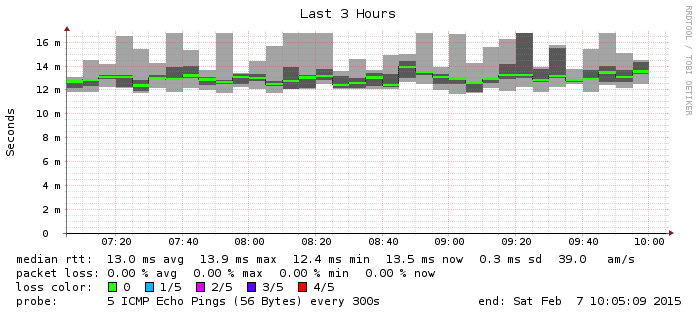 Last 3 Hours
RRDTOOL / TOBI OETIKER
Seconds
16 m
14 m
12 m
10 m
8 m
6 m
4 m
2 m
0
07:20 07:40 08:00 08:20 08:40 09:00 09:20 09:40 10:00
median rtt: 13.0 ms avg 13.9 ms max 12.4 ms min 13.5 ms now 0.3 ms sd 39.0 am/s
packet loss: 0.00 % avg 0.00 % max 0.00 % min 0.00 % now
loss color: 0 1/5 2/5 3/5 4/5
probe: 5 ICMP Echo Pings (56 Bytes) every 300s end: Sat Feb 7 10:05:09 2015